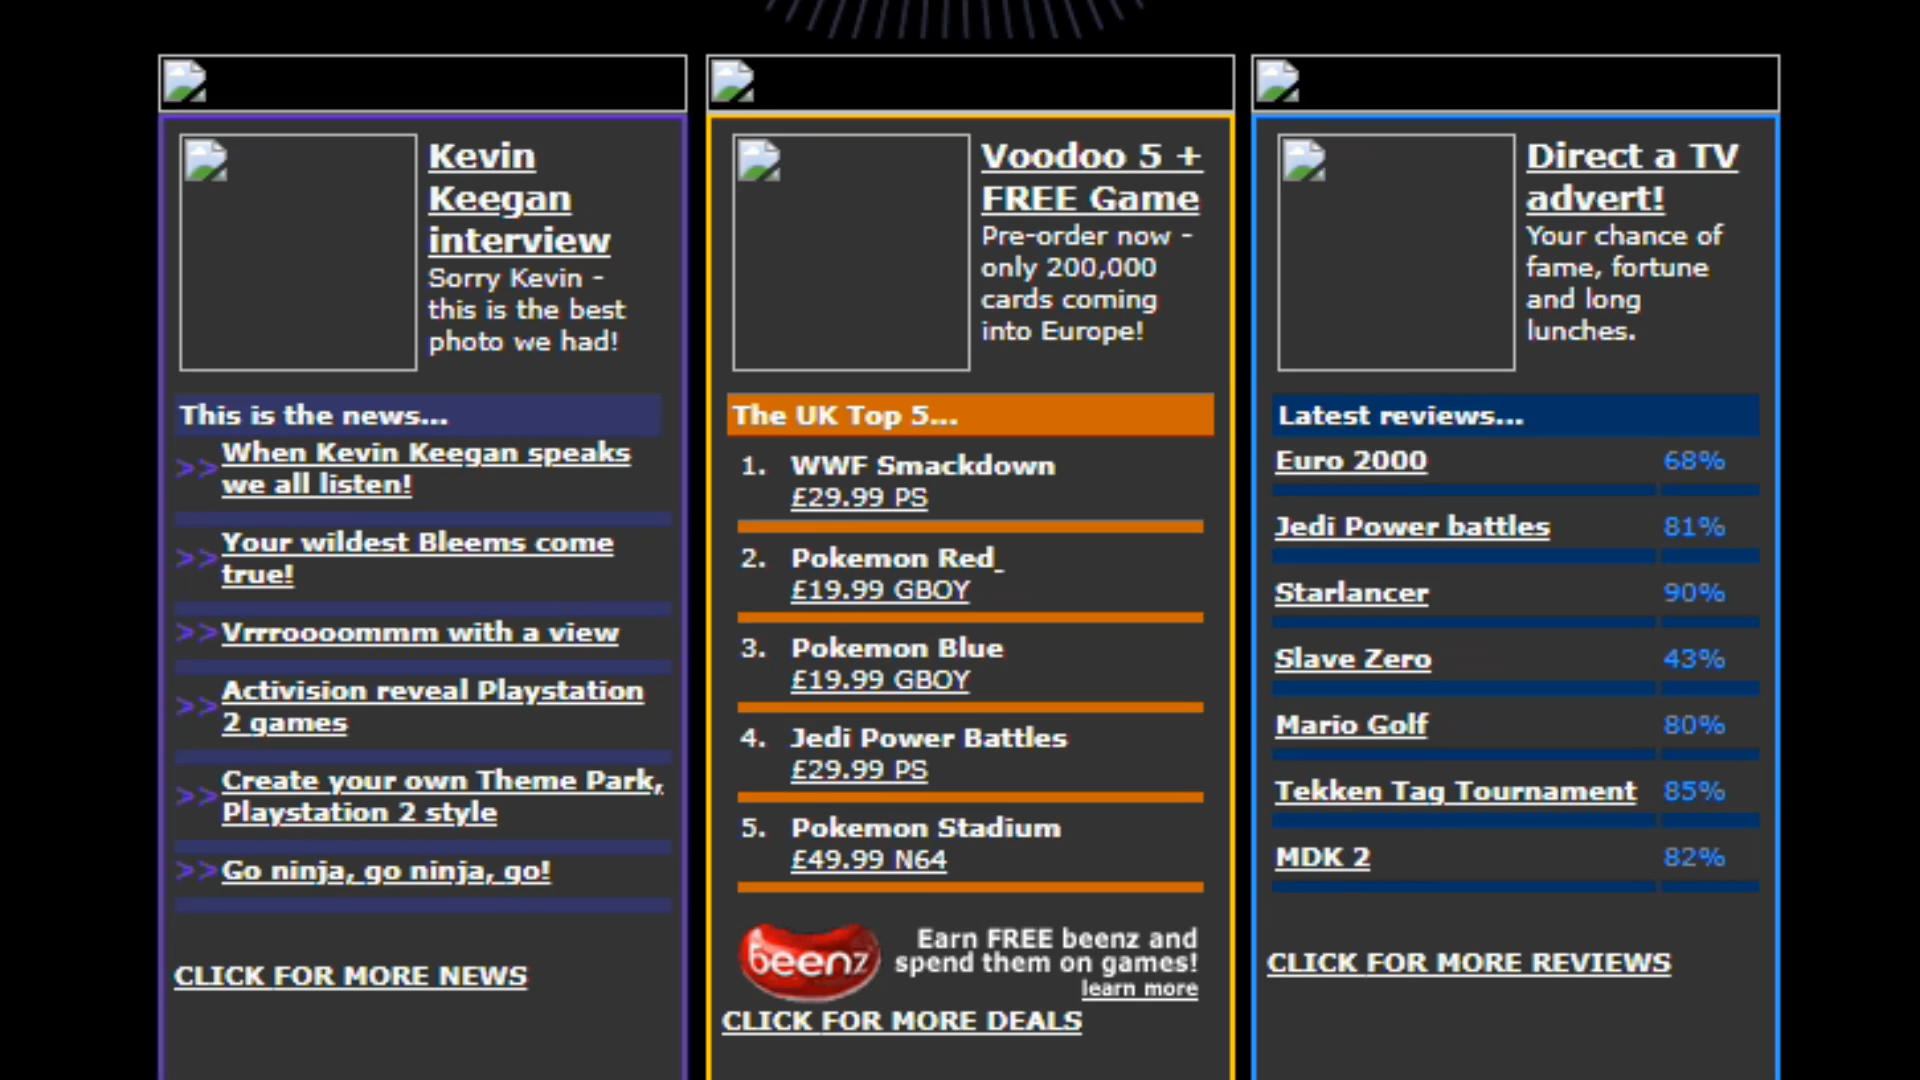 Kevin
Keegan
interview
Sorry Kevin -
this is the best
photo we had!
This is the news...
>> When Kevin Keegan speaks
we all listen!
>> Your wildest Bleems come
true!
>> Vrrroooommm with a view
>> Activision reveal Playstation
2 games
>> Create your own Theme Park,
Playstation 2 style
>> Go ninja, go ninja, go!
CLICK FOR MORE NEWS
Voodoo 5 +
FREE Game
Pre-order now -
only 200,000
cards coming
into Europe!
The UK Top 5...
1. WWF Smackdown
£29.99 PS
2. Pokemon Red
£19.99 GBOY
3. Pokemon Blue
£19.99 GBOY
4. Jedi Power Battles
£29.99 PS
5. Pokemon Stadium
£49.99 N64
beenz
Earn FREE beenz and
spend them on games!
learn more
CLICK FOR MORE DEALS
Direct a TV
advert!
Your chance of
fame, fortune
and long
lunches.
Latest reviews...
Euro 2000 68%
Jedi Power battles 81%
Starlancer 90%
Slave Zero 43%
Mario Golf 80%
Tekken Tag Tournament 85%
MDK 2 82%
CLICK FOR MORE REVIEWS